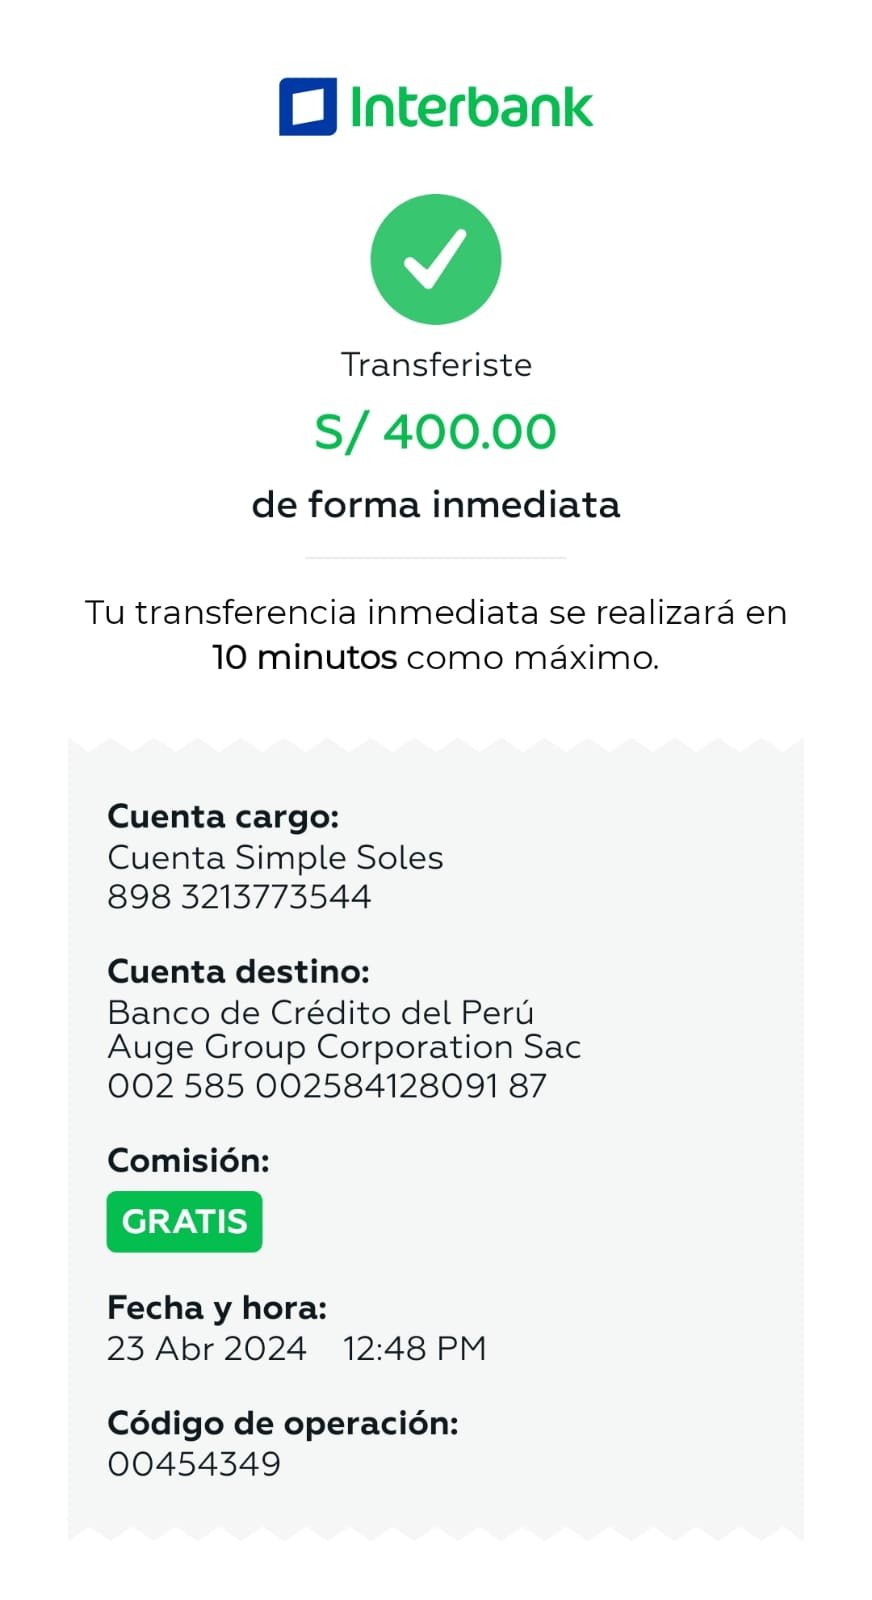 Interbank
Transferiste
S/ 400.00
de forma inmediata
Tu transferencia inmediata se realizará en
10 minutos como máximo.
Cuenta cargo:
Cuenta Simple Soles
898 3213773544
Cuenta destino:
Banco de Crédito del Perú
Auge Group Corporation Sac
002 585 002584128091 87
Comisión:
GRATIS
Fecha y hora:
23 Abr 2024 12:48 PM
Código de operación:
00454349